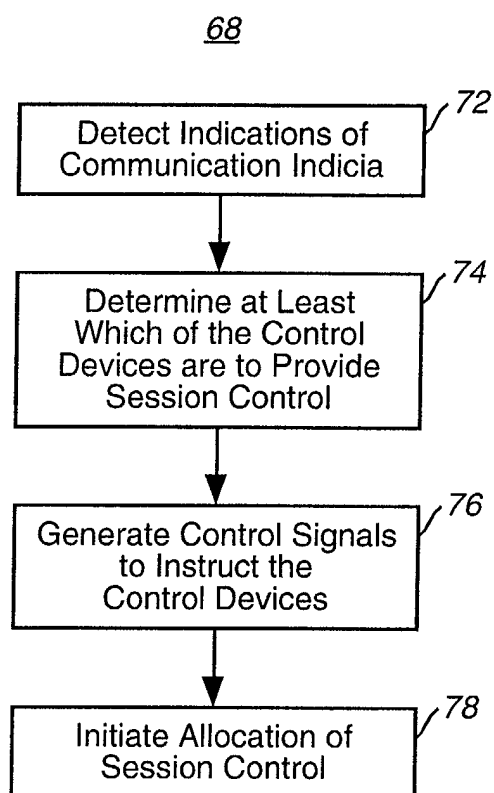 68
72
Detect Indications of
Communication Indicia
74
Determine at Least
Which of the Control
Devices are to Provide
Session Control
76
Generate Control Signals
to Instruct the
Control Devices
78
Initiate Allocation of
Session Control